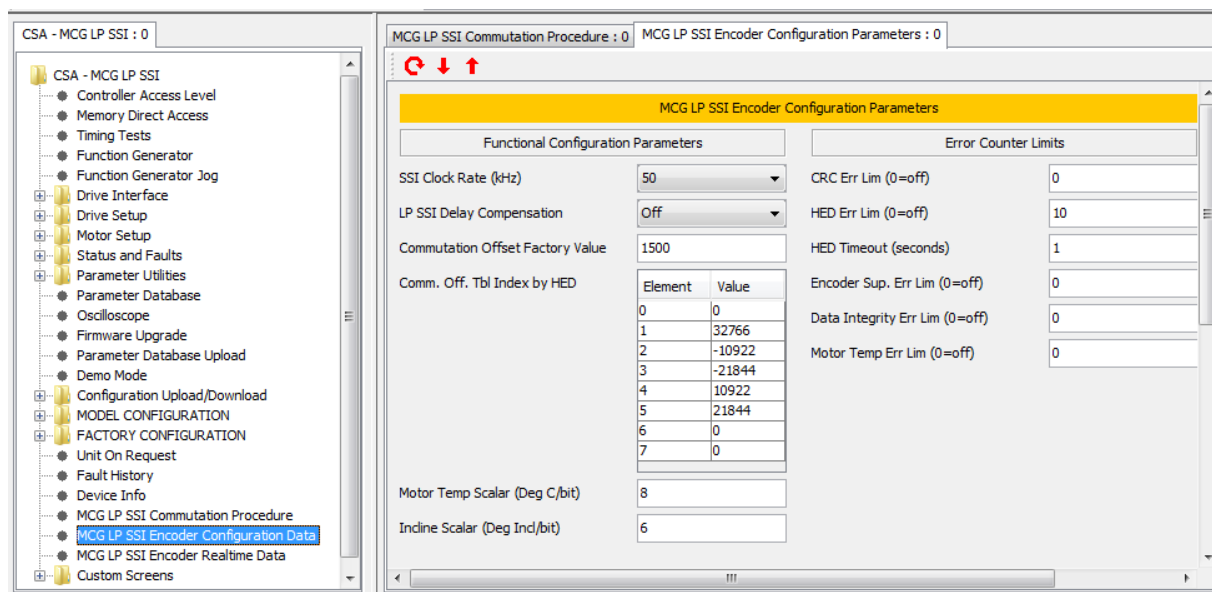 CSA - MCG LP SSI : 0
CSA - MCG LP SSI
Controller Access Level
Memory Direct Access
Timing Tests
Function Generator
Function Generator Jog
Drive Interface
Drive Setup
Motor Setup
Status and Faults
Parameter Utilities
Parameter Database
Oscilloscope
Firmware Upgrade
Parameter Database Upload
Demo Mode
Configuration Upload/Download
MODEL CONFIGURATION
FACTORY CONFIGURATION
Unit On Request
Fault History
Device Info
MCG LP SSI Commutation Procedure
MCG LP SSI Encoder Configuration Data
MCG LP SSI Encoder Realtime Data
Custom Screens
MCG LP SSI Commutation Procedure : 0 MCG LP SSI Encoder Configuration Parameters : 0
MCG LP SSI Encoder Configuration Parameters
Functional Configuration Parameters
SSI Clock Rate (kHz) 50
LP SSI Delay Compensation Off
Commutation Offset Factory Value 1500
Comm. Off. Tbl Index by HED
Element Value
0 0
1 32766
2 -10922
3 -21844
4 10922
5 21844
6 0
7 0
Motor Temp Scalar (Deg C/bit) 8
Incline Scalar (Deg Incl/bit) 6
Error Counter Limits
CRC Err Lim (0=off) 0
HED Err Lim (0=off) 10
HED Timeout (seconds) 1
Encoder Sup. Err Lim (0=off) 0
Data Integrity Err Lim (0=off) 0
Motor Temp Err Lim (0=off) 0